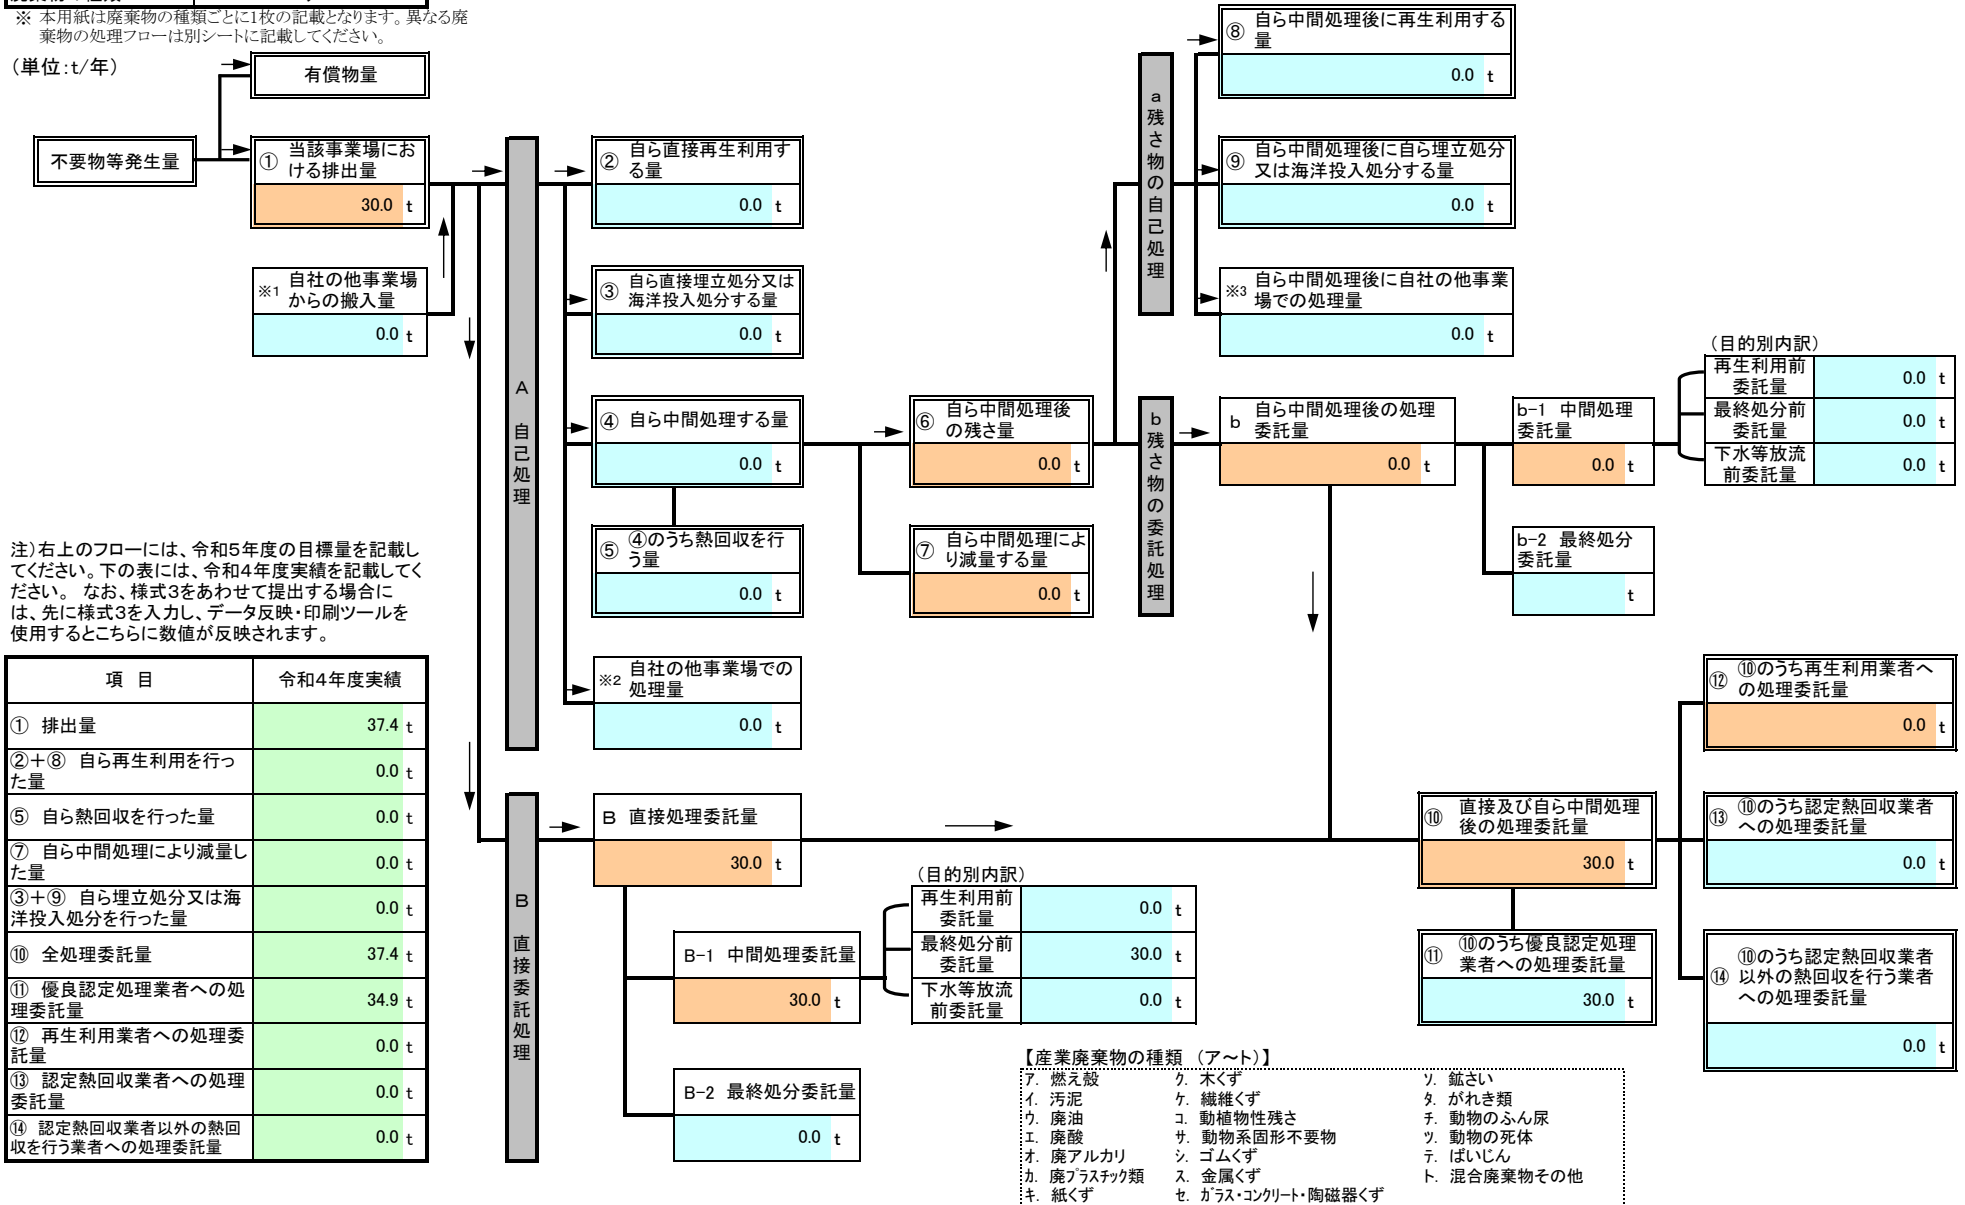 ※ 本用紙は廃棄物の種類ごとに1枚の記載となります。異なる廃
棄物の処理フローは別シートに記載してください。
(単位:t/年)
有償物量
不要物等発生量
① 当該事業場にお
ける排出量
30.0 t
※1 自社の他事業場
からの搬入量
0.0 t
A 自己処理
② 自ら直接再生利用す
る量
0.0 t
③ 自ら直接埋立処分又は
海洋投入処分する量
0.0 t
④ 自ら中間処理する量
0.0 t
⑤ ④のうち熱回収を行
う量
0.0 t
※2 自社の他事業場での
処理量
0.0 t
⑥ 自ら中間処理後
の残さ量
0.0 t
⑦ 自ら中間処理によ
り減量する量
0.0 t
a 残さ物の自己処理
⑧ 自ら中間処理後に再生利用する
量
0.0 t
⑨ 自ら中間処理後に自ら埋立処分
又は海洋投入処分する量
0.0 t
※3 自ら中間処理後に自社の他事業
場での処理量
0.0 t
b 残さ物の委託処理
b 自ら中間処理後の処理
委託量
0.0 t
b-1 中間処理
委託量
0.0 t
b-2 最終処分
委託量
t
(目的別内訳)
再生利用前
委託量
0.0 t
最終処分前
委託量
0.0 t
下水等放流
前委託量
0.0 t
注)右上のフローには、令和5年度の目標量を記載し
てください。下の表には、令和4年度実績を記載してく
ださい。 なお、様式3をあわせて提出する場合に
は、先に様式3を入力し、データ反映・印刷ツールを
使用するとこちらに数値が反映されます。
項 目 令和4年度実績
① 排出量 37.4 t
②+⑧ 自ら再生利用を行っ
た量 0.0 t
⑤ 自ら熱回収を行った量 0.0 t
⑦ 自ら中間処理により減量し
た量 0.0 t
③+⑨ 自ら埋立処分又は海
洋投入処分を行った量 0.0 t
⑩ 全処理委託量 37.4 t
⑪ 優良認定処理業者への処
理委託量 34.9 t
⑫ 再生利用業者への処理委
託量 0.0 t
⑬ 認定熱回収業者への処理
委託量 0.0 t
⑭ 認定熱回収業者以外の熱回
収を行う業者への処理委託量 0.0 t
B 直接委託処理
B 直接処理委託量
30.0 t
B-1 中間処理委託量
30.0 t
B-2 最終処分委託量
0.0 t
(目的別内訳)
再生利用前
委託量
0.0 t
最終処分前
委託量
30.0 t
下水等放流
前委託量
0.0 t
⑩ 直接及び自ら中間処理
後の処理委託量
30.0 t
⑪ ⑩のうち優良認定処理
業者への処理委託量
30.0 t
⑫ ⑩のうち再生利用業者へ
の処理委託量
0.0 t
⑬ ⑩のうち認定熱回収業者
への処理委託量
0.0 t
⑭ ⑩のうち認定熱回収業者
以外の熱回収を行う業者
への処理委託量
0.0 t
【産業廃棄物の種類 (ア~ト)】
ア. 燃え殻 ク. 木くず ソ. 鉱さい
イ. 汚泥 ケ. 繊維くず タ. がれき類
ウ. 廃油 コ. 動植物性残さ チ. 動物のふん尿
エ. 廃酸 サ. 動物系固形不要物 ツ. 動物の死体
オ. 廃アルカリ シ. ゴムくず テ. ばいじん
カ. 廃プラスチック類 ス. 金属くず ト. 混合廃棄物その他
キ. 紙くず セ. ガラス・コンクリート・陶磁器くず